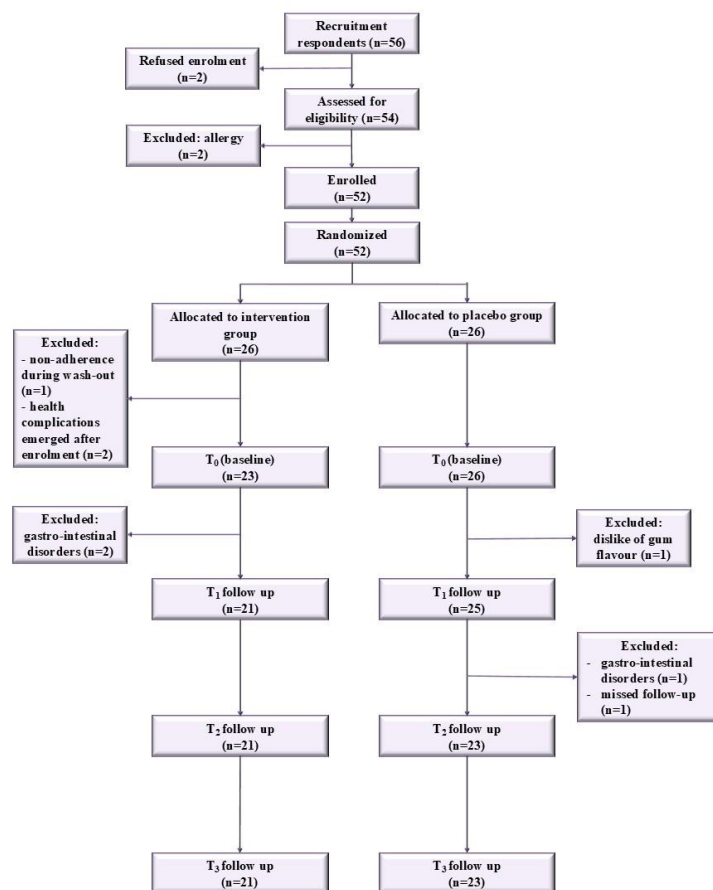 Recruitment
respondents (n=56)
Refused enrolment
(n=2)
Assessed for
eligibility (n=54)
Excluded: allergy
(n=2)
Enrolled
(n=52)
Randomized
(n=52)
Allocated to intervention
group
(n=26)
Allocated to placebo group
(n=26)
Excluded:
- non-adherence
during wash-out
(n=1)
- health
complications
emerged after
enrolment (n=2)
T0 (baseline)
(n=23)
T0 (baseline)
(n=26)
Excluded:
gastro-intestinal
disorders (n=2)
Excluded:
dislike of gum
flavour (n=1)
T1 follow up
(n=21)
T1 follow up
(n=25)
Excluded:
- gastro-intestinal
disorders (n=1)
- missed follow-up
(n=1)
T2 follow up
(n=21)
T2 follow up
(n=23)
T3 follow up
(n=21)
T3 follow up
(n=23)